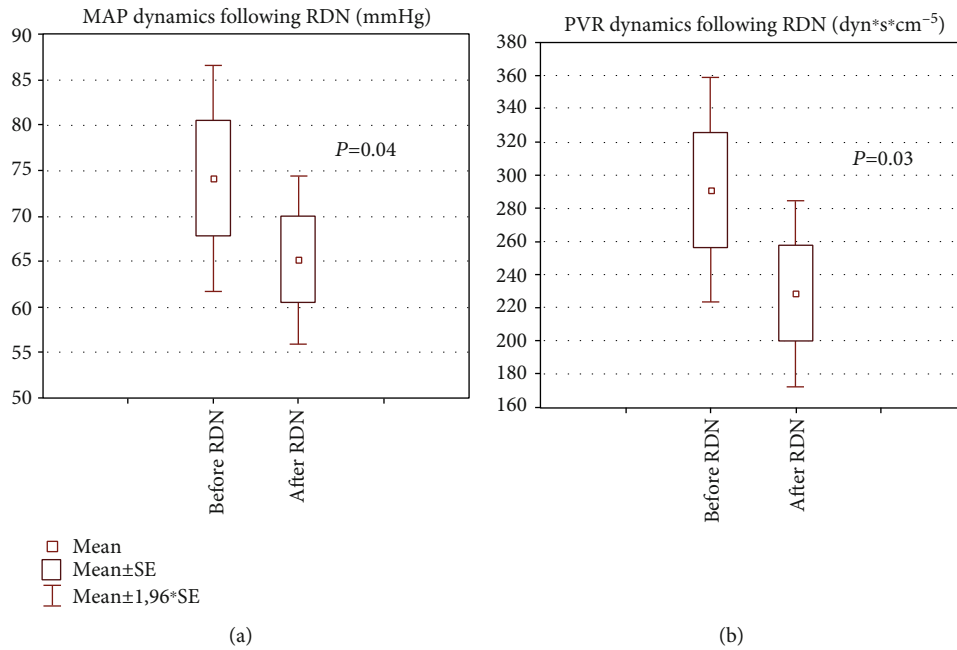 MAP dynamics following RDN (mmHg)
90
85
80
75
70
65
60
55
50
P=0.04
Before RDN
After RDN
Mean
Mean±SE
Mean±1,96*SE
(a)
PVR dynamics following RDN (dyn*s*cm⁻⁵)
380
360
340
320
300
280
260
240
220
200
180
160
P=0.03
Before RDN
After RDN
(b)